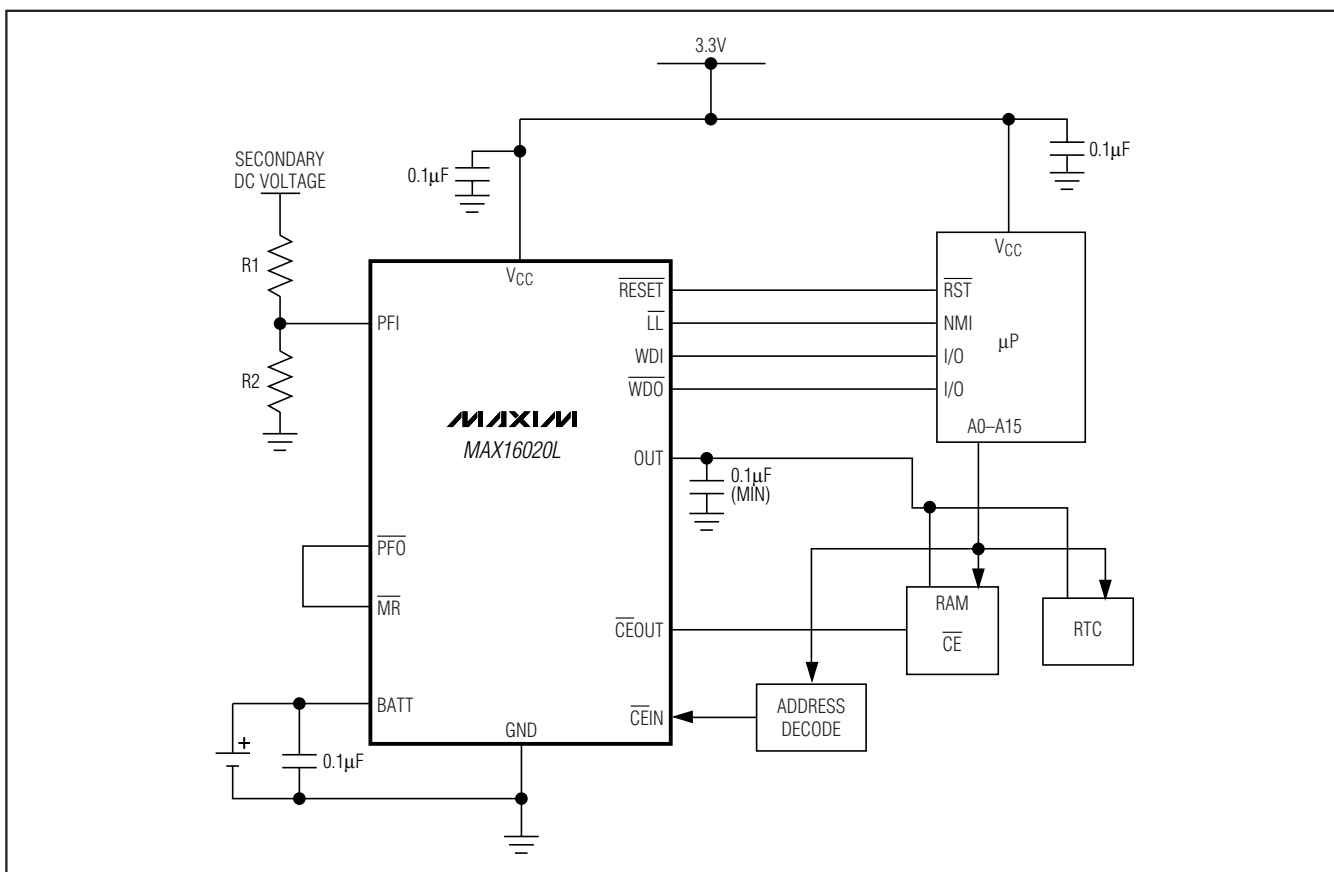 3.3V
0.1µF
0.1µF
SECONDARY
DC VOLTAGE
R1
R2
VCC
PFI
PFO
MR
BATT
GND
RESET
LL
WDI
WDO
OUT
CEOUT
CEIN
MAXIM
MAX16020L
VCC
RST
NMI
I/O
I/O
µP
A0–A15
0.1µF
(MIN)
RAM
CE
RTC
ADDRESS
DECODE
+
0.1µF